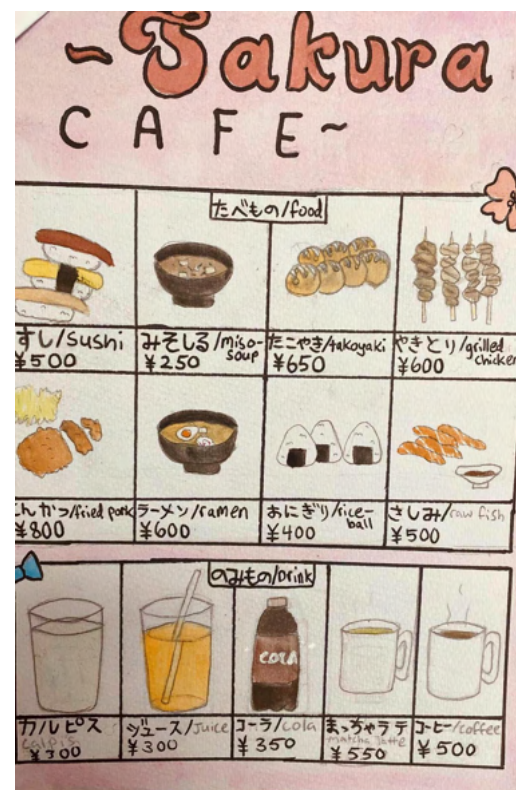 ~Sakura
CAFE~
たべもの/food
すし/sushi
¥500
みそしる/miso-
soup
¥250
たこやき/takoyaki
¥650
やきとり/grilled
chicken
¥600
んかつ/fried pork
¥800
ラーメン/ramen
¥600
おにぎり/rice-
ball
¥400
さしみ/raw fish
¥500
のみもの/Drink
COLA
カルピス
calpis
¥300
ジュース/Juice
¥300
コーラ/cola
¥350
まっちゃラテ
matcha latte
¥550
コーヒー/coffee
¥500